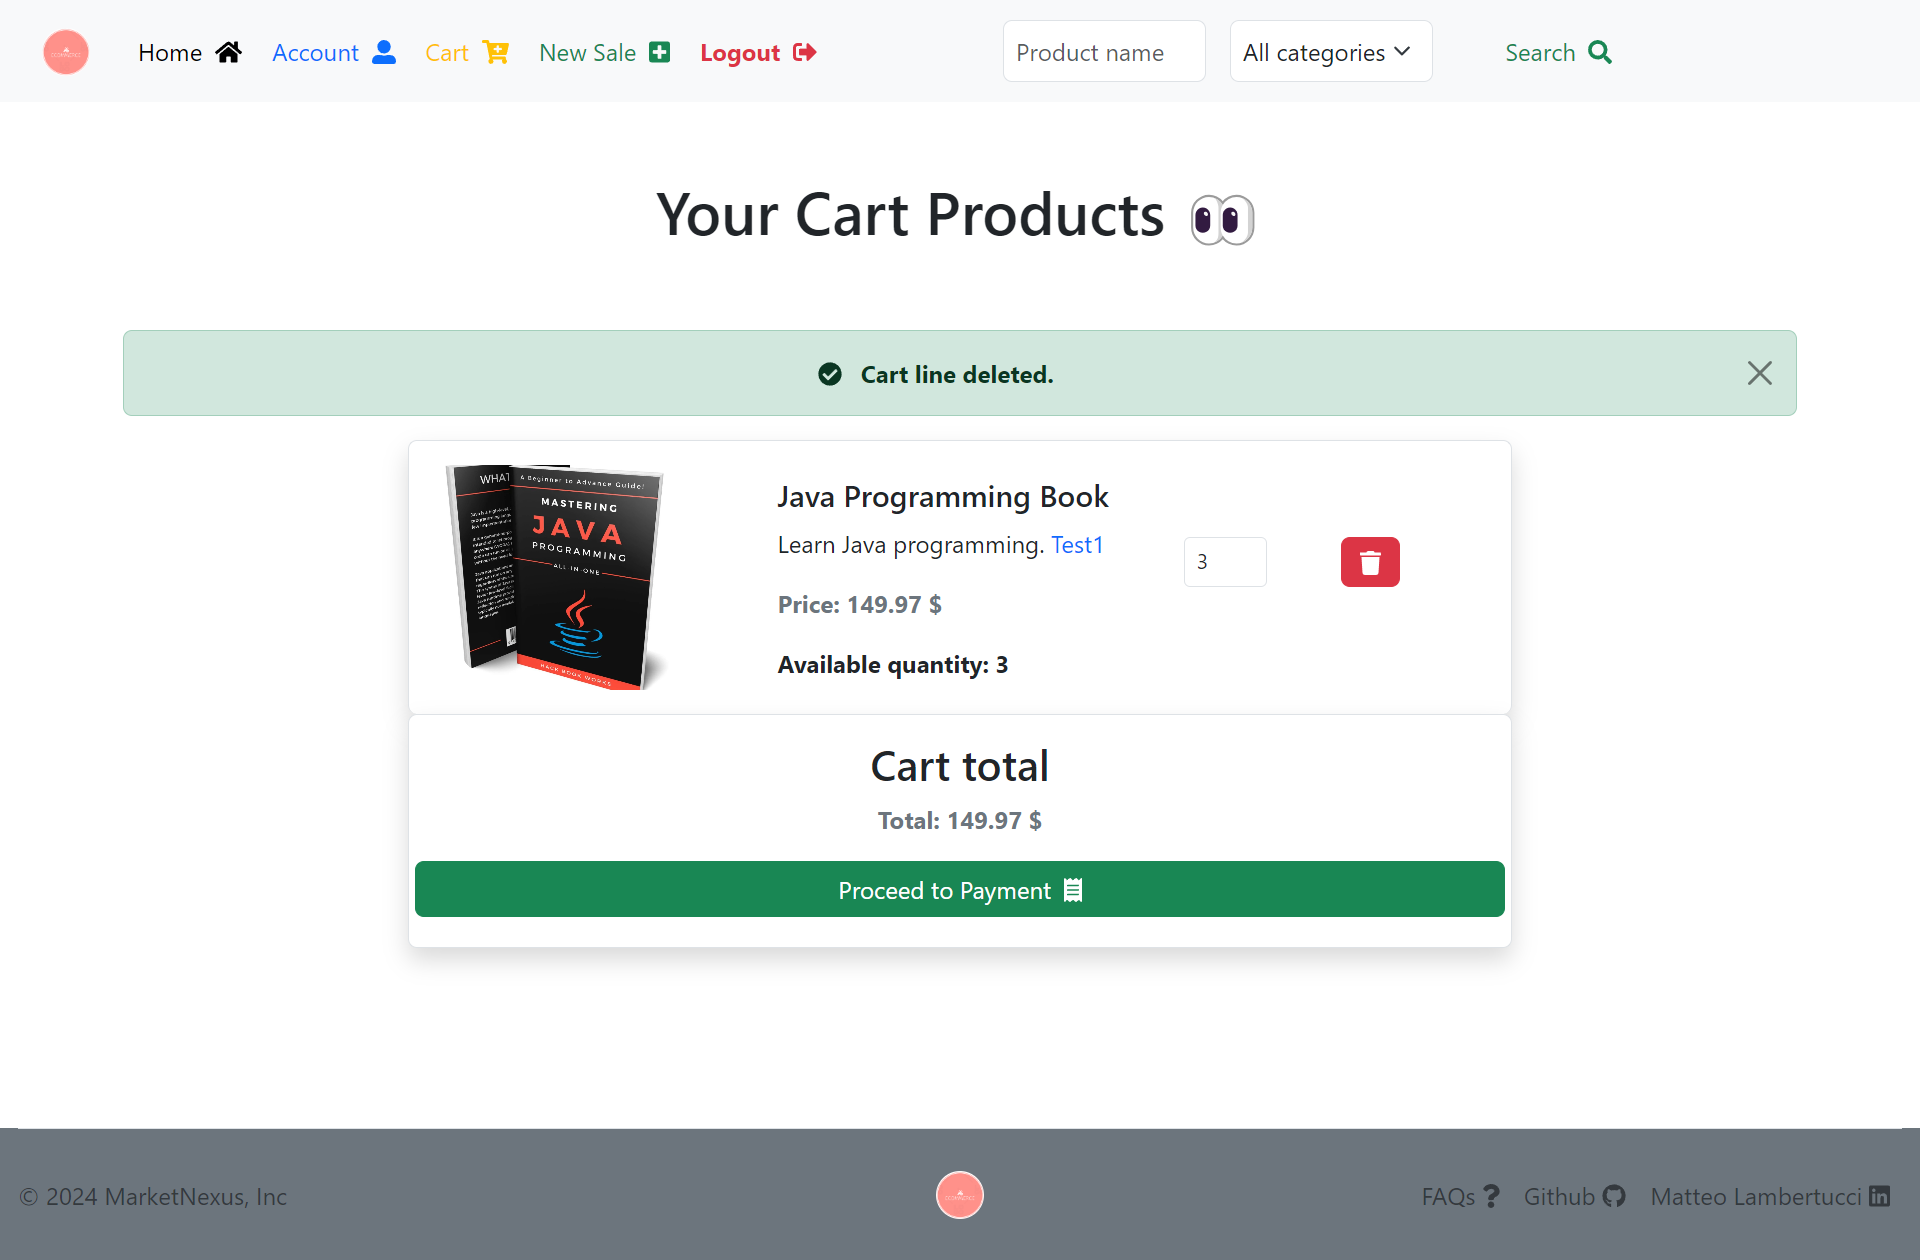 Home Account Cart New Sale Logout Product name All categories Search
Your Cart Products
Cart line deleted.
WHAT
A Beginner to Advance Guide!
MASTERING
JAVA
PROGRAMMING
ALL-IN-ONE
HACK BOOK WORKS
Java Programming Book
Learn Java programming. Test1
Price: 149.97 $
Available quantity: 3
3
Cart total
Total: 149.97 $
Proceed to Payment
© 2024 MarketNexus, Inc
FAQs Github Matteo Lambertucci